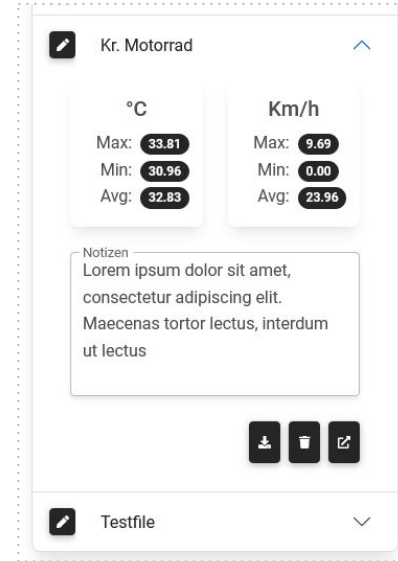 Kr. Motorrad
°C
Max: 33.81
Min: 30.96
Avg: 32.83
Km/h
Max: 9.69
Min: 0.00
Avg: 23.96
Notizen
Lorem ipsum dolor sit amet,
consectetur adipiscing elit.
Maecenas tortor lectus, interdum
ut lectus
Testfile